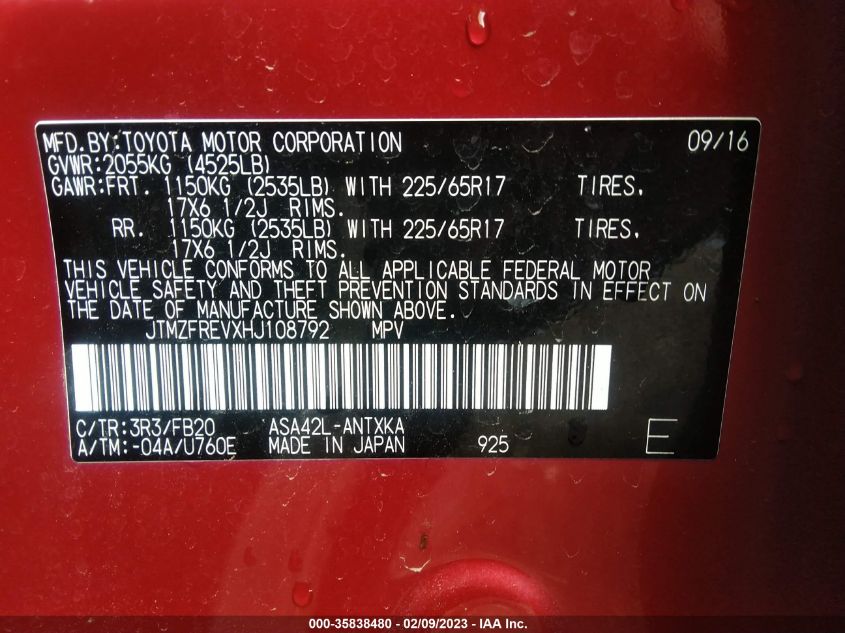 MFD.BY:TOYOTA MOTOR CORPORATION 09/16
GVWR:2055KG (4525LB)
GAWR:FRT. 1150KG (2535LB) WITH 225/65R17 TIRES,
17X6 1/2J RIMS.
RR. 1150KG (2535LB) WITH 225/65R17 TIRES,
17X6 1/2J RIMS.
THIS VEHICLE CONFORMS TO ALL APPLICABLE FEDERAL MOTOR
VEHICLE SAFETY AND THEFT PREVENTION STANDARDS IN EFFECT ON
THE DATE OF MANUFACTURE SHOWN ABOVE.
JTMZFREVXHJ108792 MPV
C/TR:3R3/FB20 ASA42L-ANTXKA
A/TM:-04A/U760E MADE IN JAPAN 925 E
000-35838480 - 02/09/2023 - IAA Inc.